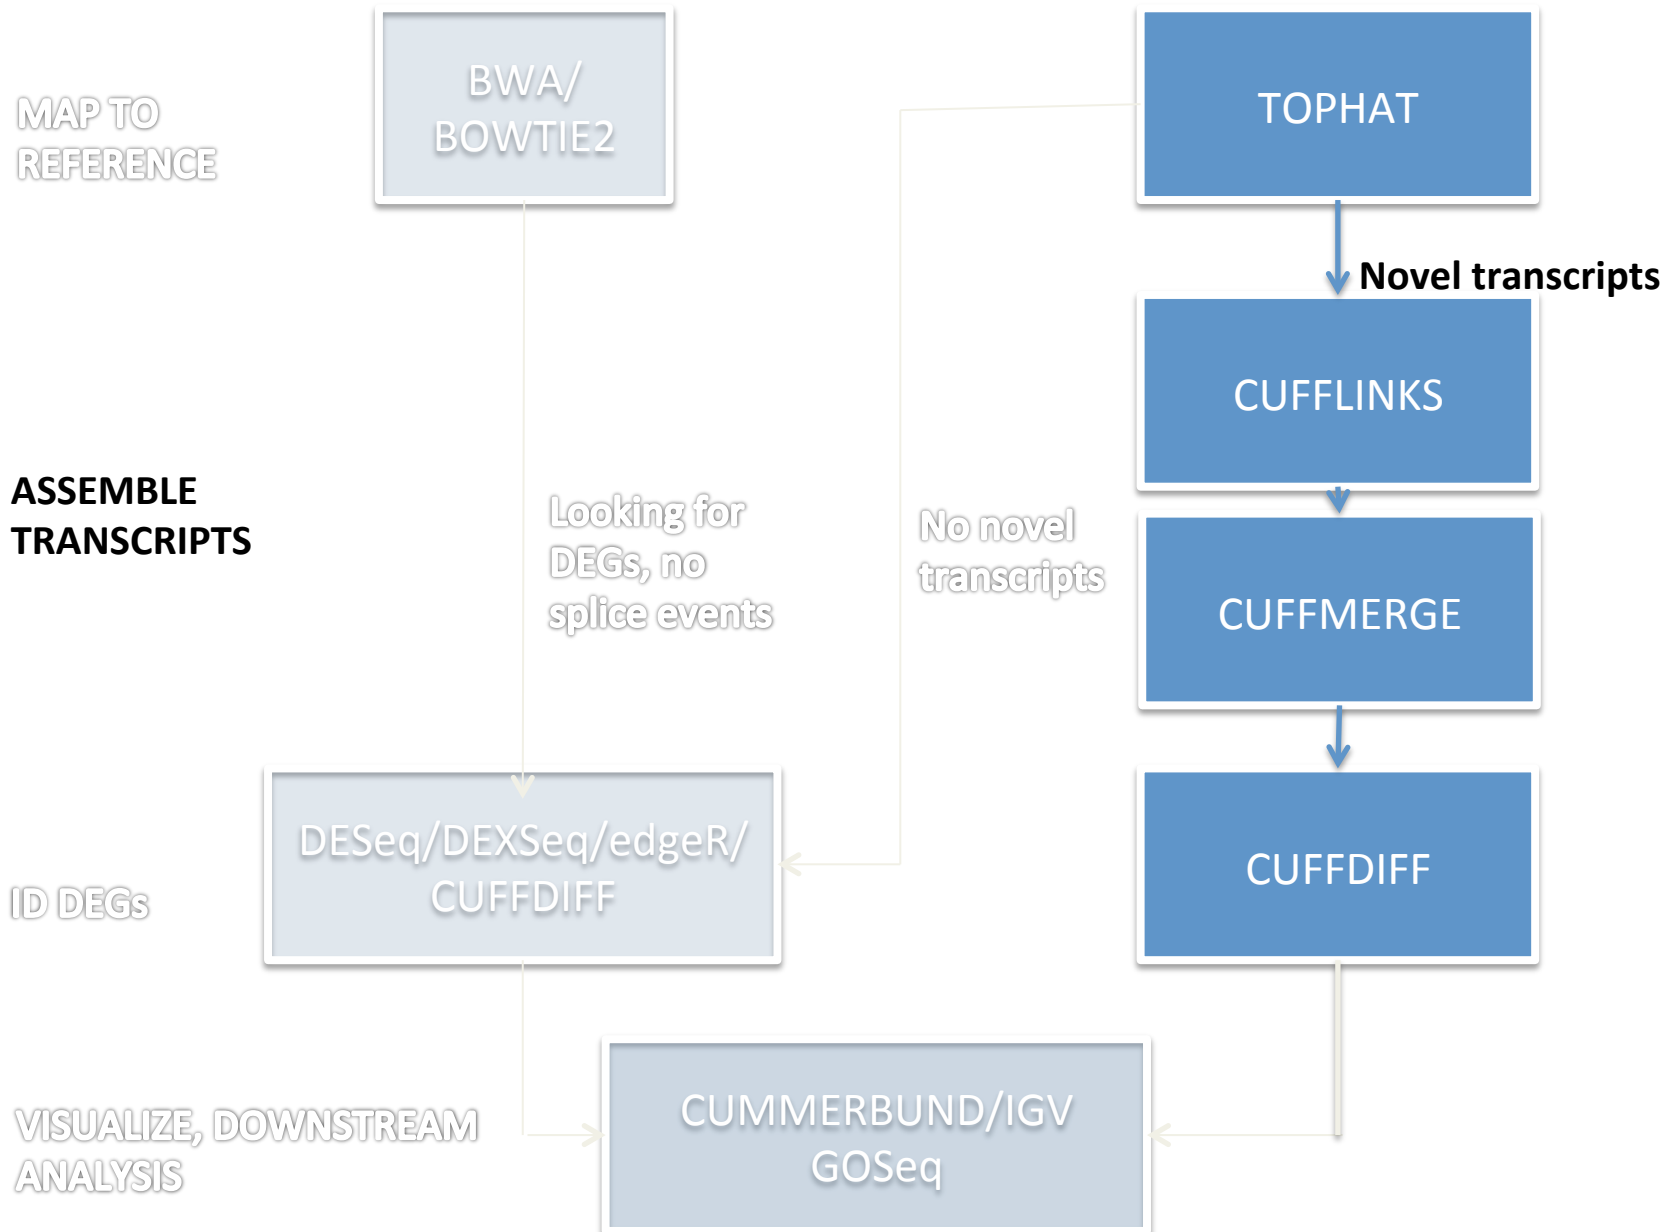 BWA/
BOWTIE2
TOPHAT
MAP TO
REFERENCE
Novel transcripts
CUFFLINKS
ASSEMBLE
TRANSCRIPTS
Looking for
DEGs, no
splice events
No novel
transcripts
CUFFMERGE
DESeq/DEXSeq/edgeR/
CUFFDIFF
CUFFDIFF
ID DEGs
CUMMERBUND/IGV
GOSeq
VISUALIZE, DOWNSTREAM
ANALYSIS